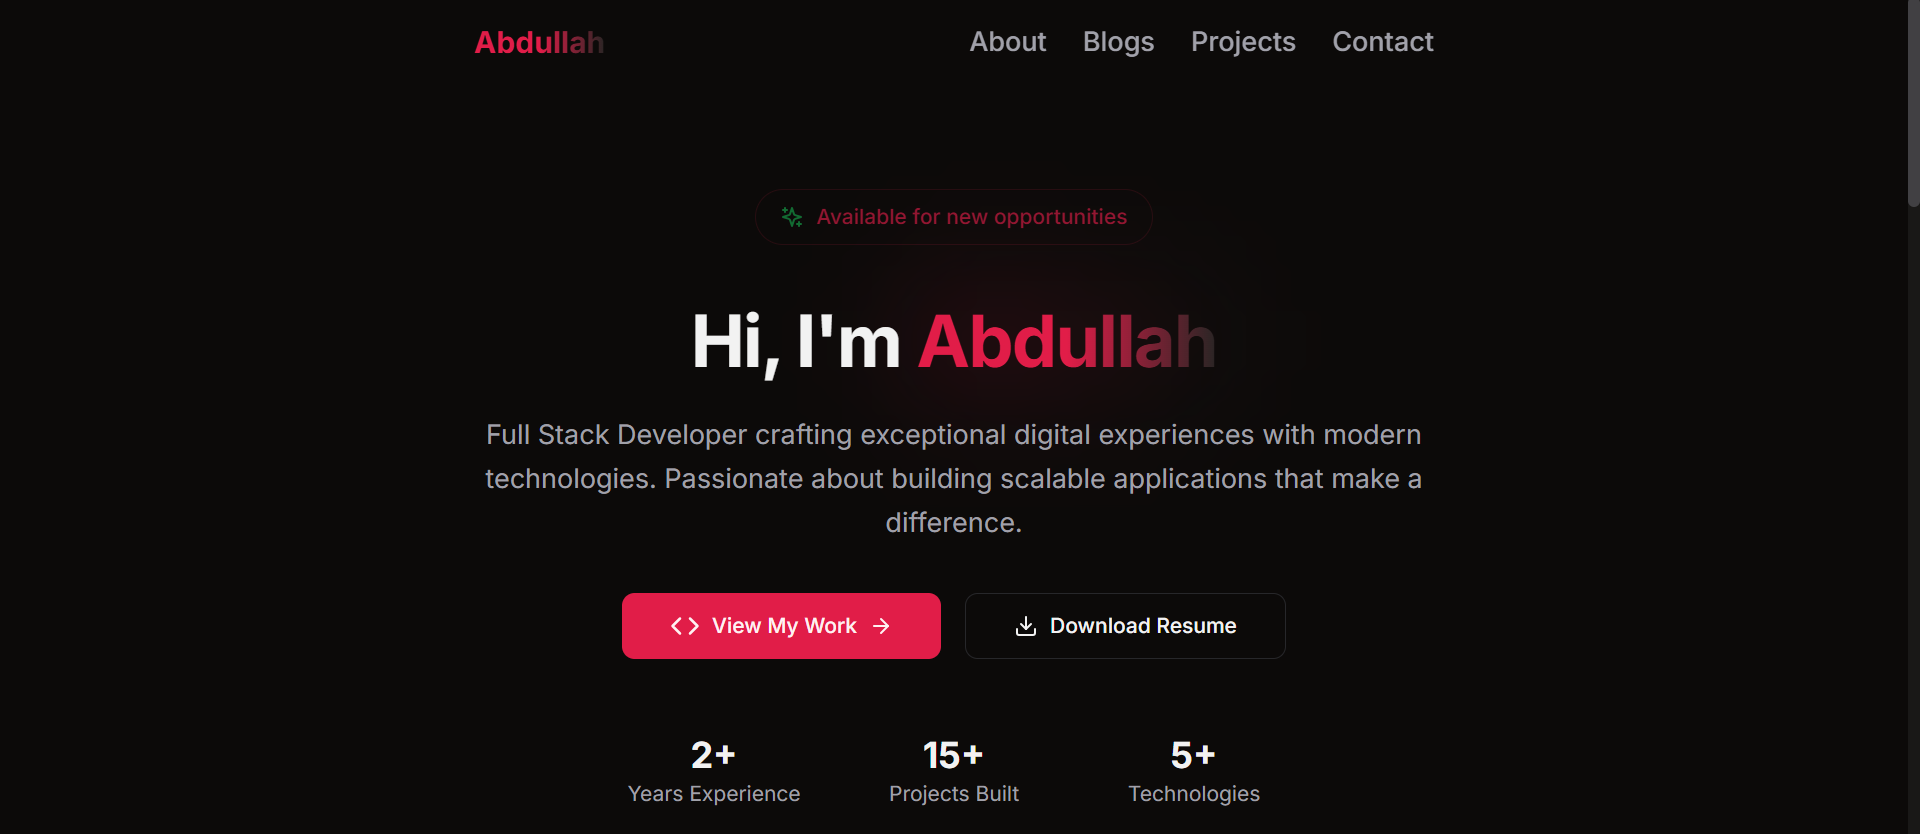 Abdullah
About Blogs Projects Contact
Available for new opportunities
Hi, I'm Abdullah
Full Stack Developer crafting exceptional digital experiences with modern
technologies. Passionate about building scalable applications that make a
difference.
View My Work
Download Resume
2+ 15+ 5+
Years Experience Projects Built Technologies